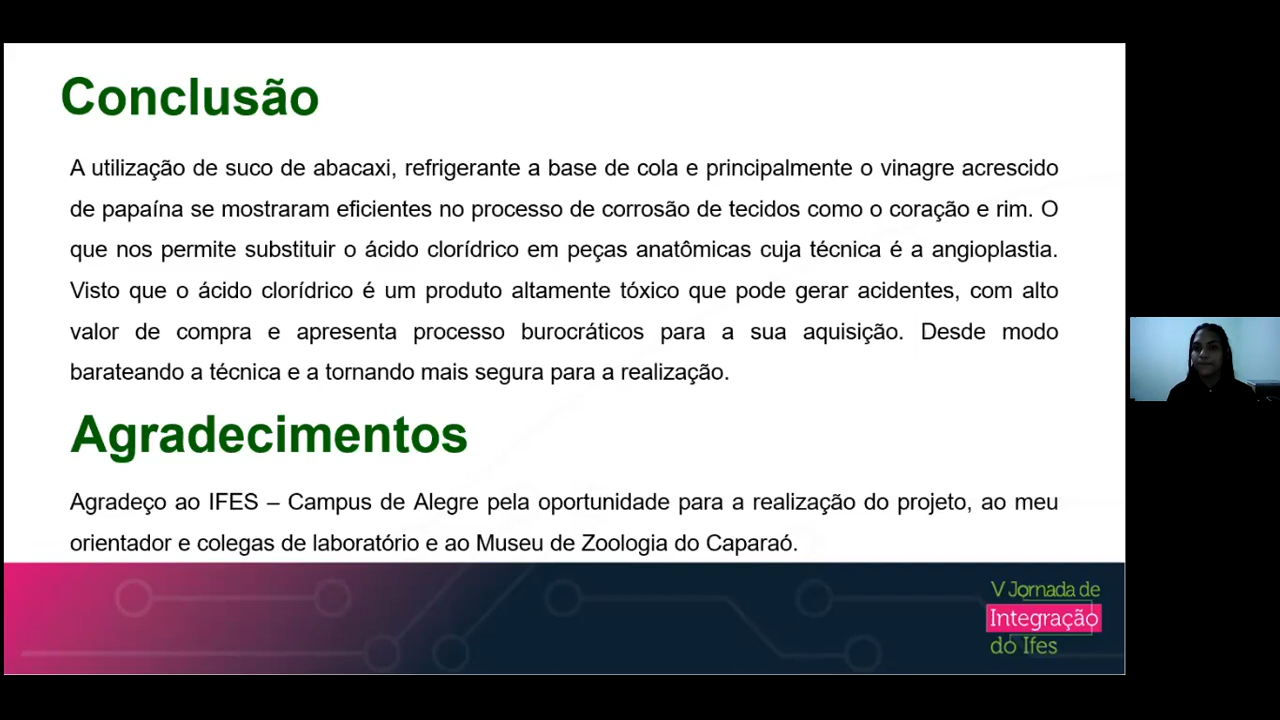 Conclusão
A utilização de suco de abacaxi, refrigerante a base de cola e principalmente o vinagre acrescido
de papaína se mostraram eficientes no processo de corrosão de tecidos como o coração e rim. O
que nos permite substituir o ácido clorídrico em peças anatômicas cuja técnica é a angioplastia.
Visto que o ácido clorídrico é um produto altamente tóxico que pode gerar acidentes, com alto
valor de compra e apresenta processo burocráticos para a sua aquisição. Desde modo
barateando a técnica e a tornando mais segura para a realização.
Agradecimentos
Agradeço ao IFES – Campus de Alegre pela oportunidade para a realização do projeto, ao meu
orientador e colegas de laboratório e ao Museu de Zoologia do Caparaó.
V Jornada de
Integração
do Ifes